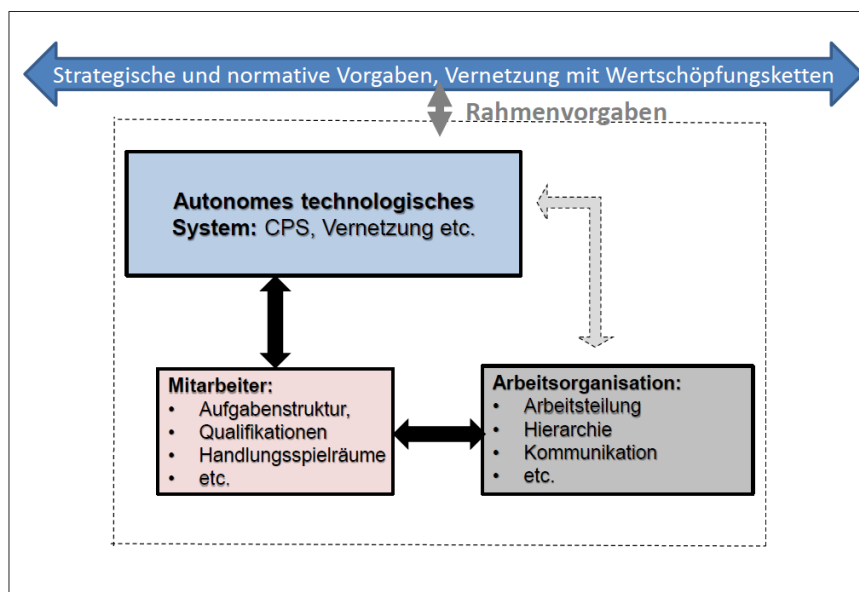 Strategische und normative Vorgaben, Vernetzung mit Wertschöpfungsketten
Rahmenvorgaben
Autonomes technologisches
System: CPS, Vernetzung etc.
Mitarbeiter:
• Aufgabenstruktur,
• Qualifikationen
• Handlungsspielräume
• etc.
Arbeitsorganisation:
• Arbeitsteilung
• Hierarchie
• Kommunikation
• etc.